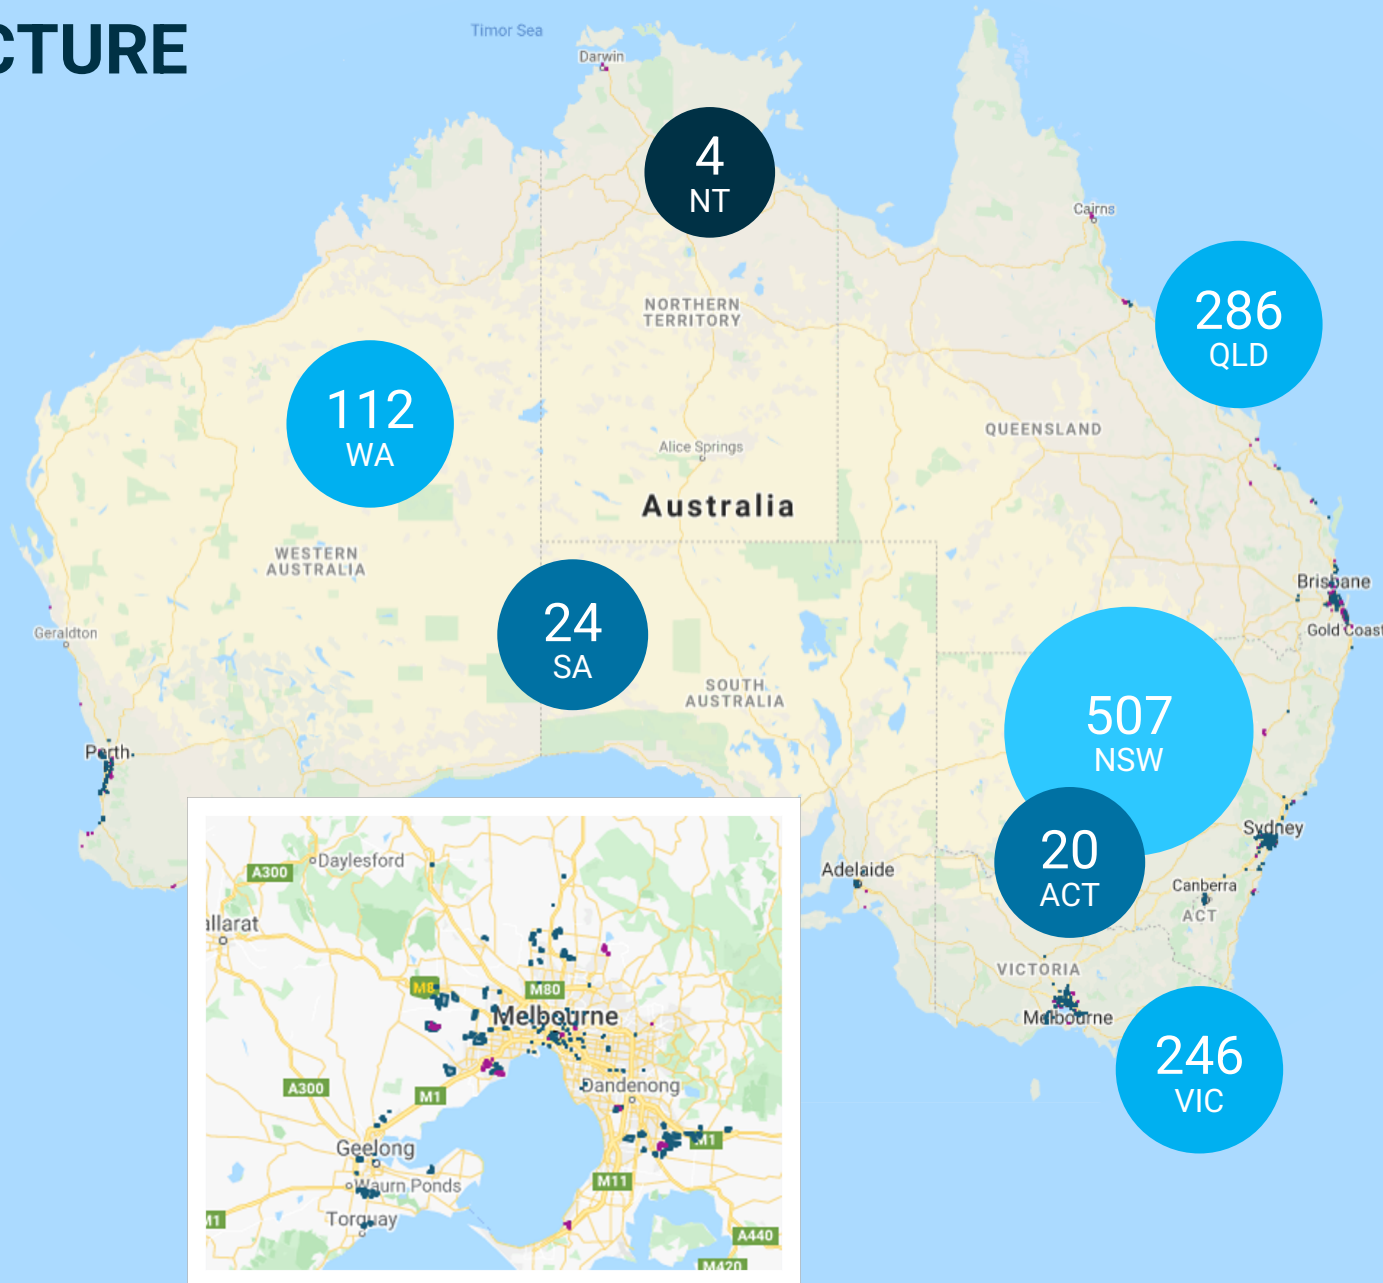 CTURE
Timor Sea
Darwin
4
NT
Cairns
286
QLD
NORTHERN
TERRITORY
112
WA
QUEENSLAND
Alice Springs
Australia
WESTERN
AUSTRALIA
24
SA
Brisbane
Gold Coast
Geraldton
SOUTH
AUSTRALIA
507
NSW
Perth
Sydney
20
ACT
Adelaide
Canberra
ACT
VICTORIA
Melbourne
246
VIC
Daylesford
A300
allarat
M8
M80
Melbourne
A300
M1
Dandenong
M1
Geelong
Waurn Ponds
M11
M1
Torquay
A440
M420